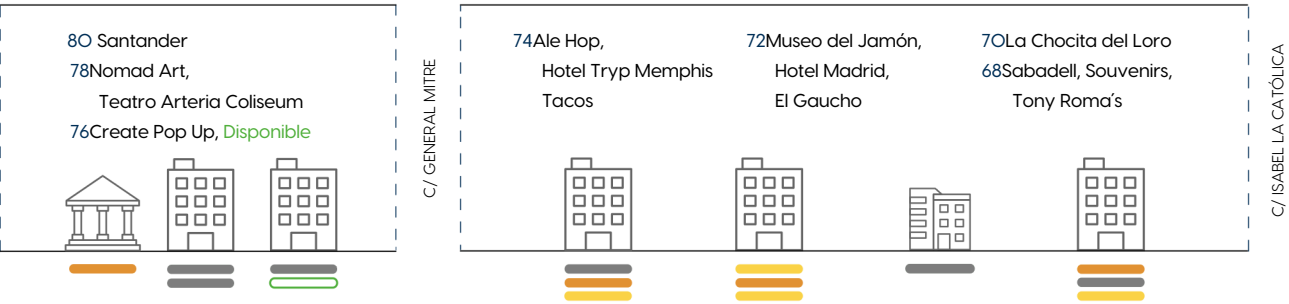 80 Santander
78Nomad Art,
Teatro Arteria Coliseum
76Create Pop Up, Disponible
C/ GENERAL MITRE
74Ale Hop,
Hotel Tryp Memphis
Tacos
72Museo del Jamón,
Hotel Madrid,
El Gaucho
70La Chocita del Loro
68Sabadell, Souvenirs,
Tony Roma´s
C/ ISABEL LA CATÓLICA